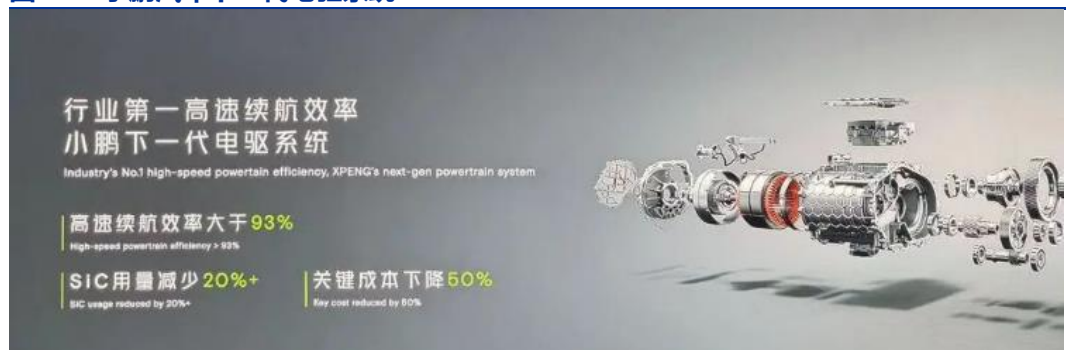 行业第一高速续航效率
小鹏下一代电驱系统
Industry's No.1 high-speed powertain efficiency, XPENG's next-gen powertrain system
高速续航效率大于93%
High-speed powertrain efficiency > 93%
SiC用量减少20%+
SiC usage reduced by 20%+
关键成本下降50%
Key cost reduced by 50%